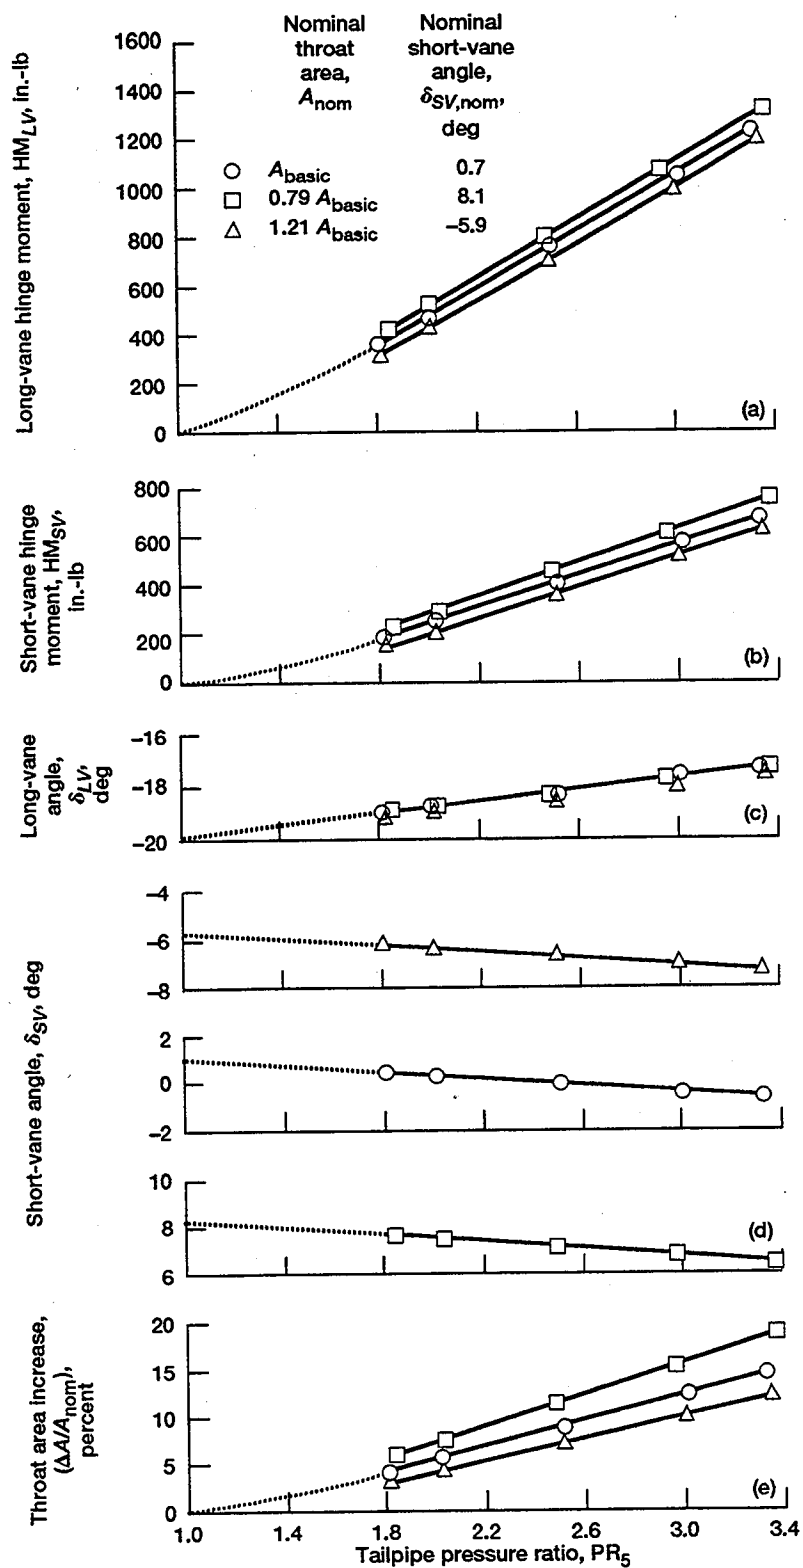 Nominal throat area, A_nom
Nominal short-vane angle, δ_SV,nom, deg
○ A_basic 0.7
□ 0.79 A_basic 8.1
△ 1.21 A_basic −5.9
Long-vane hinge moment, HM_LV, in.-lb
1600
1400
1200
1000
800
600
400
200
0
(a)
Short-vane hinge moment, HM_SV, in.-lb
800
600
400
200
0
(b)
Long-vane angle, δ_LV, deg
−16
−18
−20
(c)
Short-vane angle, δ_SV, deg
−4
−6
−8
2
0
−2
10
8
6
(d)
Throat area increase, (ΔA/A_nom), percent
20
15
10
5
0
(e)
1.0 1.4 1.8 2.2 2.6 3.0 3.4
Tailpipe pressure ratio, PR_5